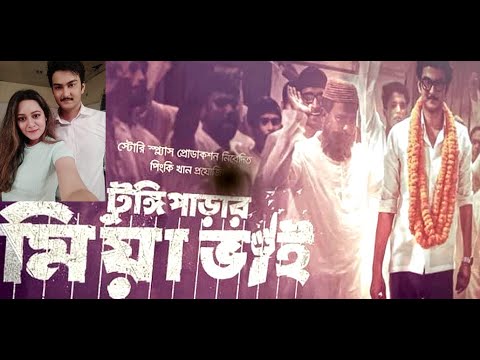 স্টোরি স্প্ল্যাস প্রোডাকশন নিবেদিত
পিংকি খান প্রযোজিত
টুঙ্গিপাড়ার
মিয়া ভাই